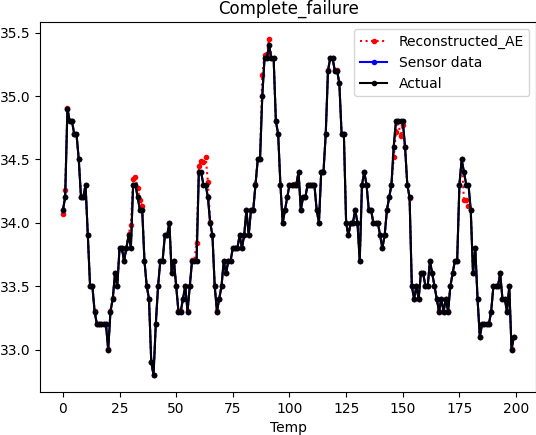 Complete_failure
35.5
35.0
34.5
34.0
33.5
33.0
Reconstructed_AE
Sensor data
Actual
0 25 50 75 100 125 150 175 200
Temp